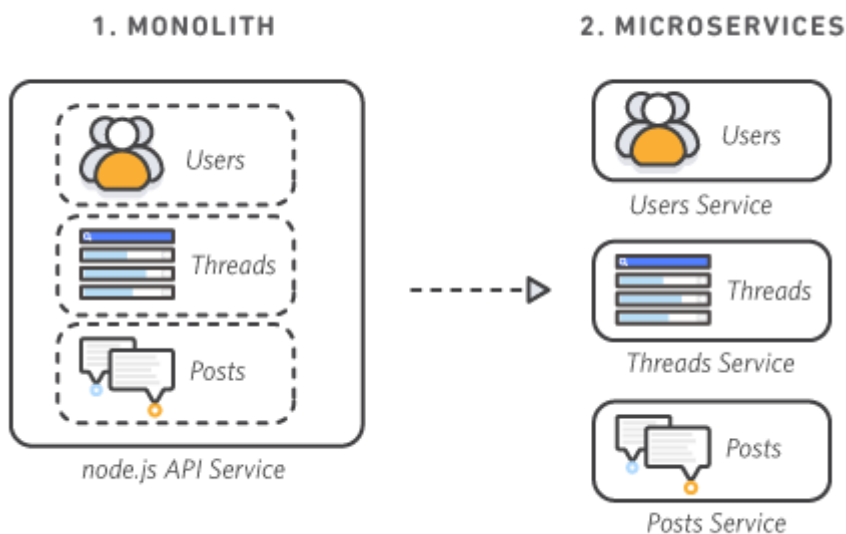 1. MONOLITH
Users
Threads
Posts
node.js API Service
2. MICROSERVICES
Users
Users Service
Threads
Threads Service
Posts
Posts Service